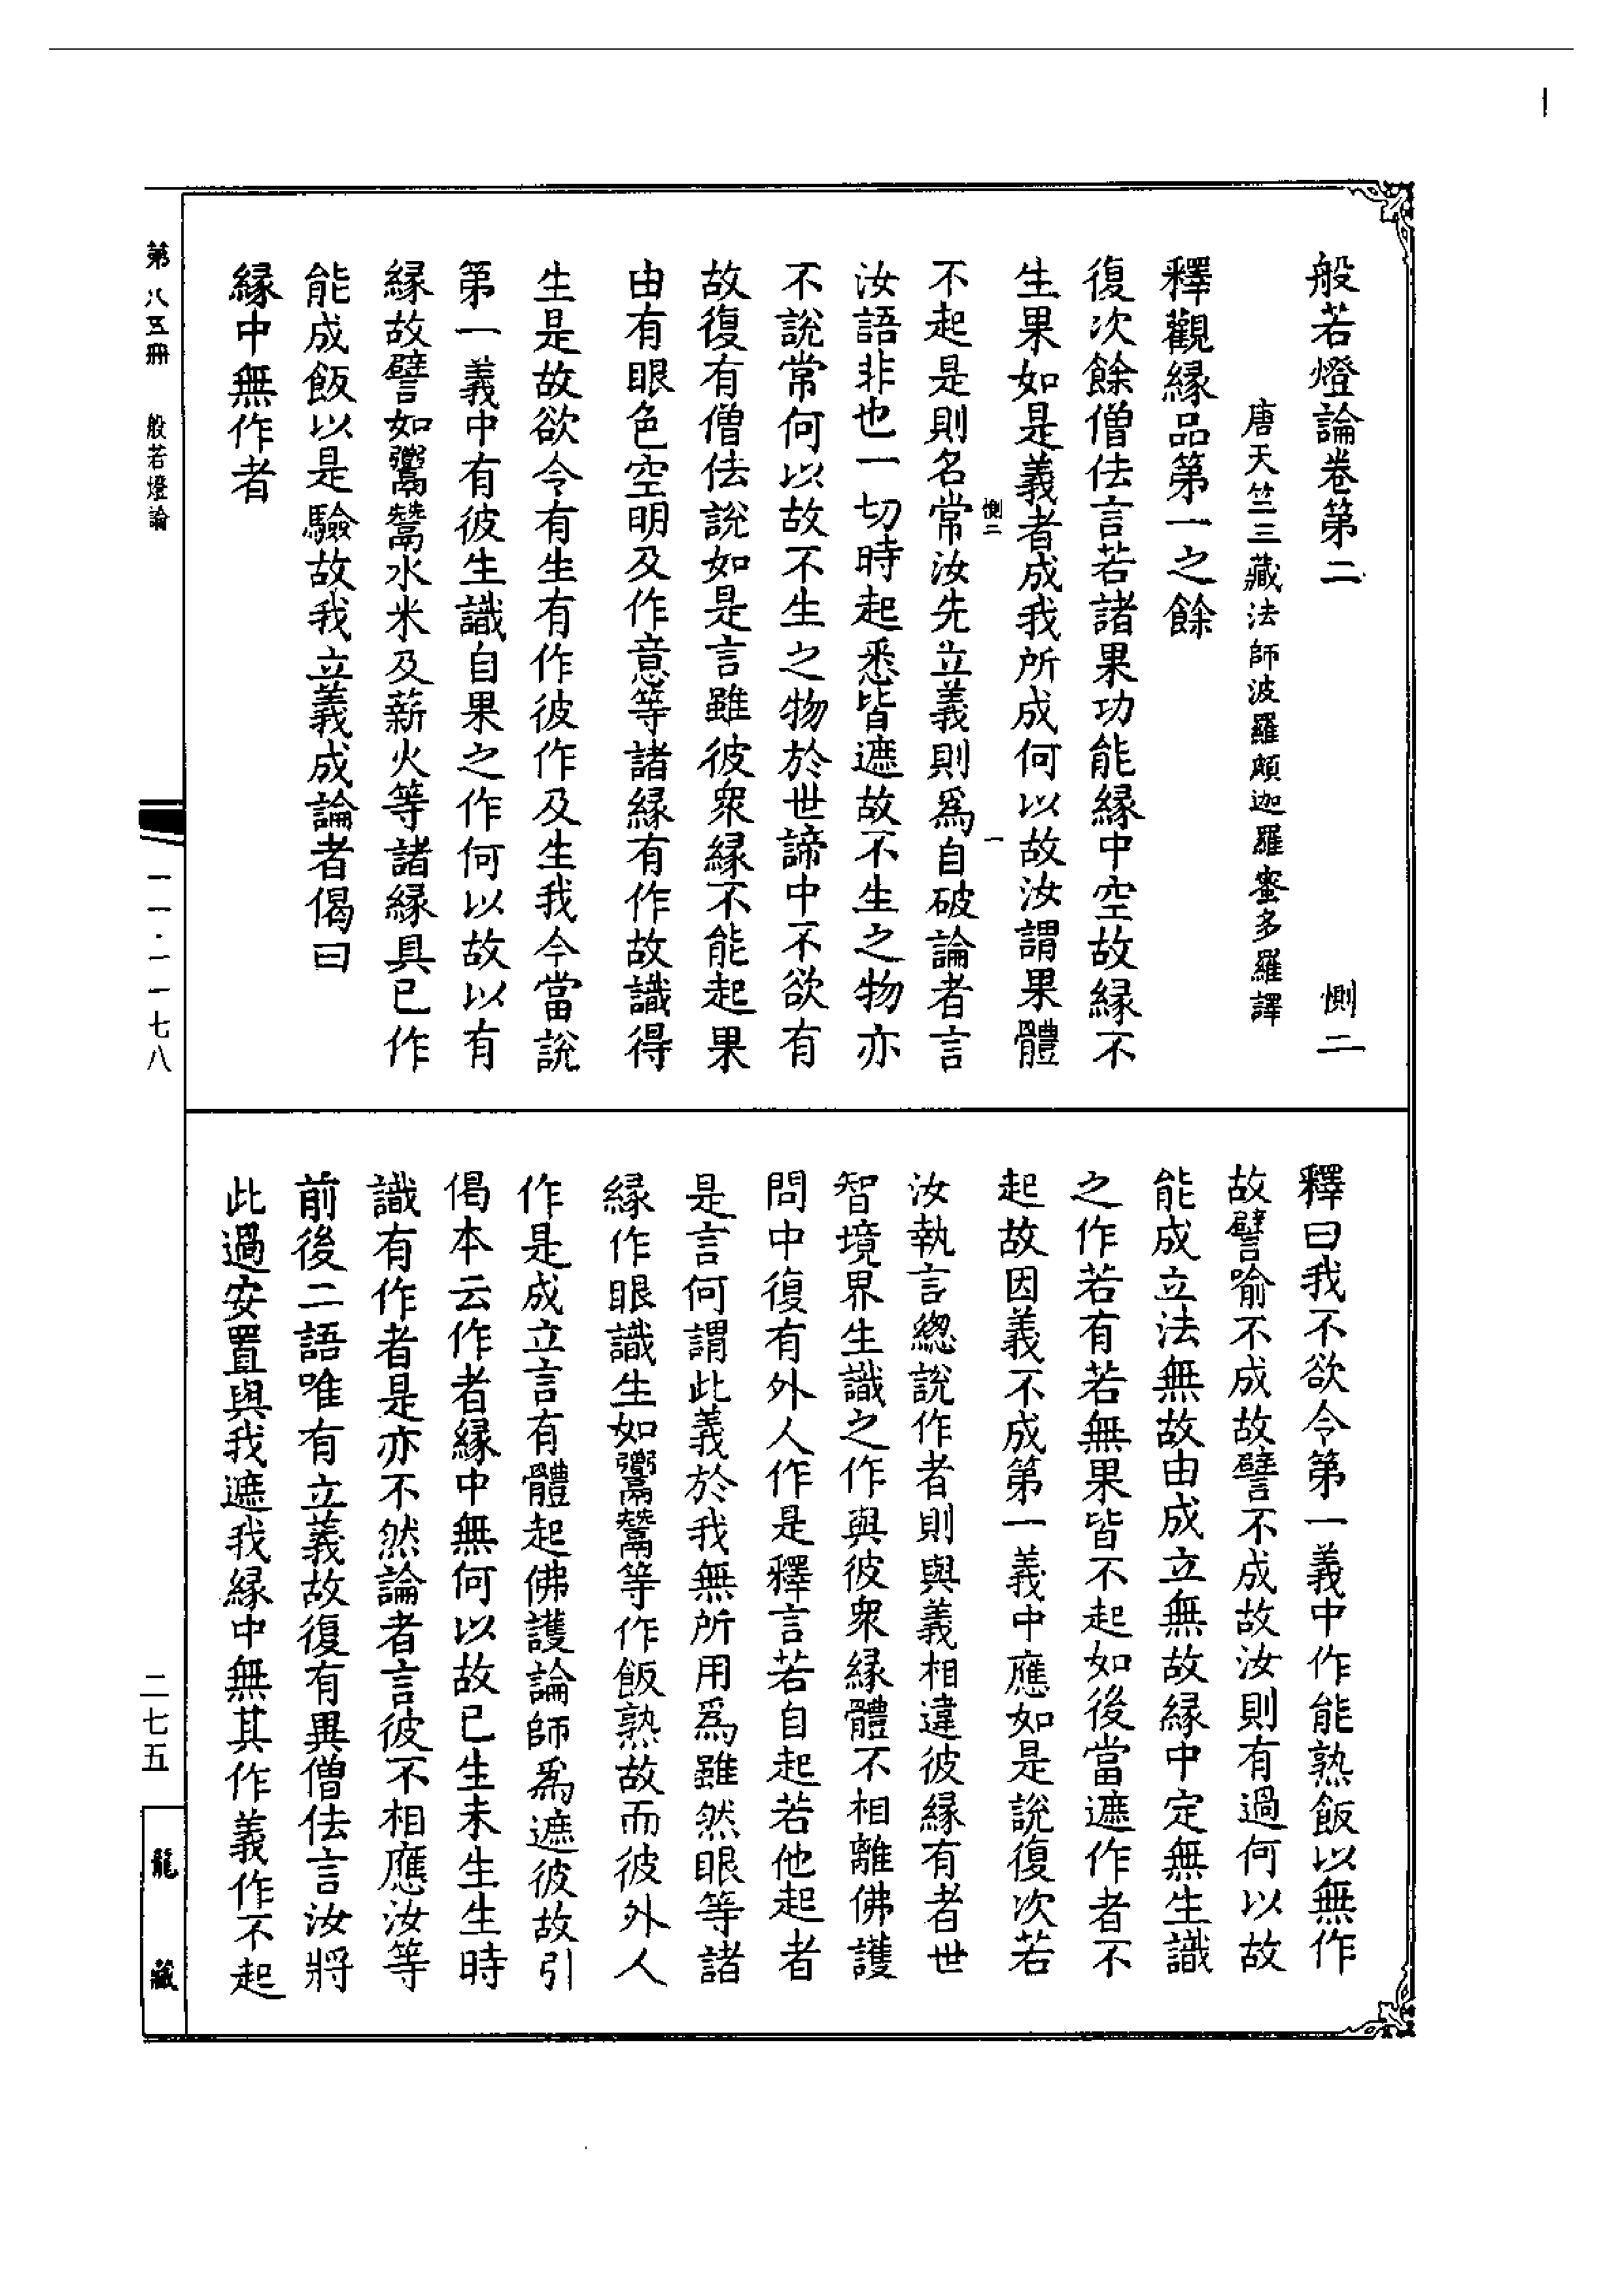 般若燈論卷第二　惻二
唐天竺三藏法師波羅頗迦羅蜜多羅譯
釋觀緣品第一之餘
復次餘僧佉言若諸果功能緣中空故緣不
生果如是義者成我所成何以故汝謂果體
惻二　一
不起是則名常汝先立義則爲自破論者言
汝語非也一切時起悉皆遮故不生之物亦
不說常何以故不生之物於世諦中不欲有
故復有僧佉說如是言雖彼衆緣不能起果
由有眼色空明及作意等諸緣有作故識得
生是故欲令有生有作彼作及生我今當說
第一義中有彼生識自果之作何以故以有
緣故譬如鬻䥶水米及薪火等諸緣具已作
能成飯以是驗故我立義成論者偈曰
緣中無作者
釋曰我不欲令第一義中作能熟飯以無作
故譬喻不成故譬不成故汝則有過何以故
能成立法無故由成立無故緣中定無生識
之作若有若無果皆不起如後當遮作者不
起故因義不成第一義中應如是說復次若
汝執言總說作者則與義相違彼緣有者世
智境界生識之作與彼衆緣體不相離佛護
問中復有外人作是釋言若自起若他起者
是言何謂此義於我無所用爲雖然眼等諸
緣作眼識生如鬻䥶等作飯熟故而彼外人
作是成立言有體起佛護論師爲遮彼故引
偈本云作者緣中無何以故已生未生生時
識有作者是亦不然論者言彼不相應汝等
前後二語唯有立義故復有異僧佉言汝將
此過安置與我遮我緣中無其作義作不起
第八五冊　般若燈論
一一·一一七八
二七五
龍藏